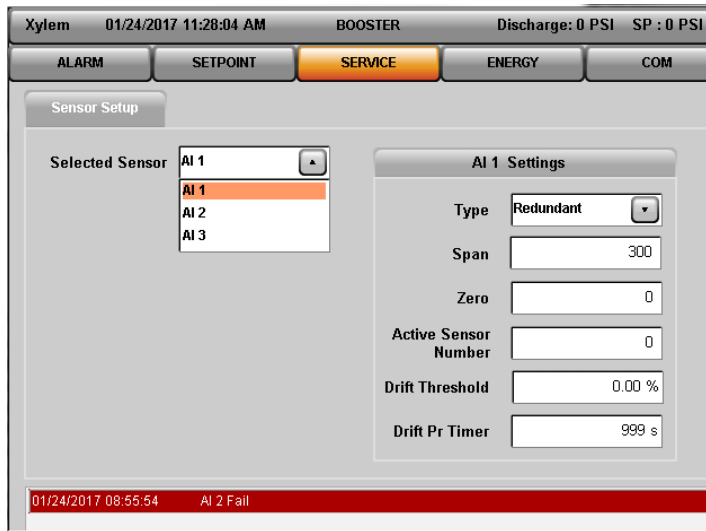 Xylem 01/24/2017 11:28:04 AM BOOSTER Discharge: 0 PSI SP : 0 PSI
ALARM SETPOINT SERVICE ENERGY COM
Sensor Setup
Selected Sensor AI 1
AI 1
AI 2
AI 3
AI 1 Settings
Type Redundant
Span 300
Zero 0
Active Sensor
Number 0
Drift Threshold 0.00 %
Drift Pr Timer 999 s
01/24/2017 08:55:54 AI 2 Fail